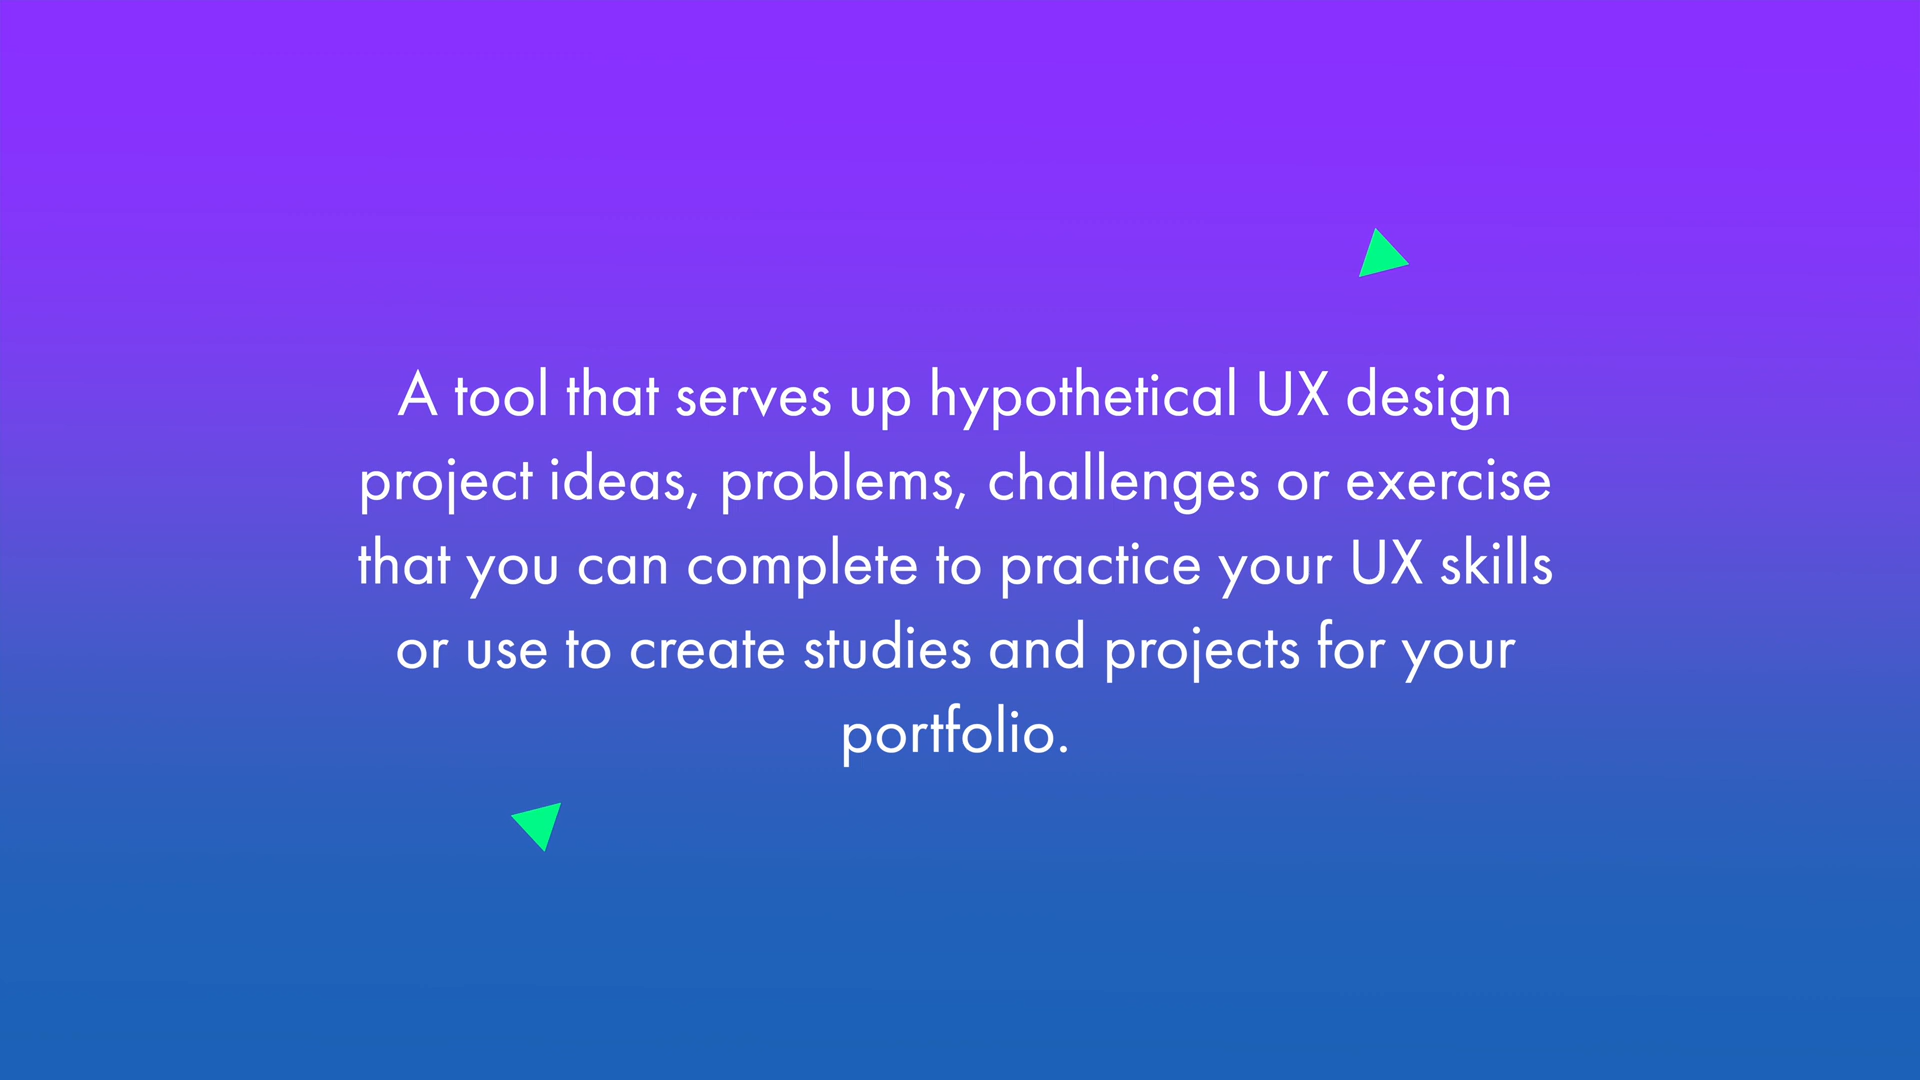 A tool that serves up hypothetical UX design
project ideas, problems, challenges or exercise
that you can complete to practice your UX skills
or use to create studies and projects for your
portfolio.